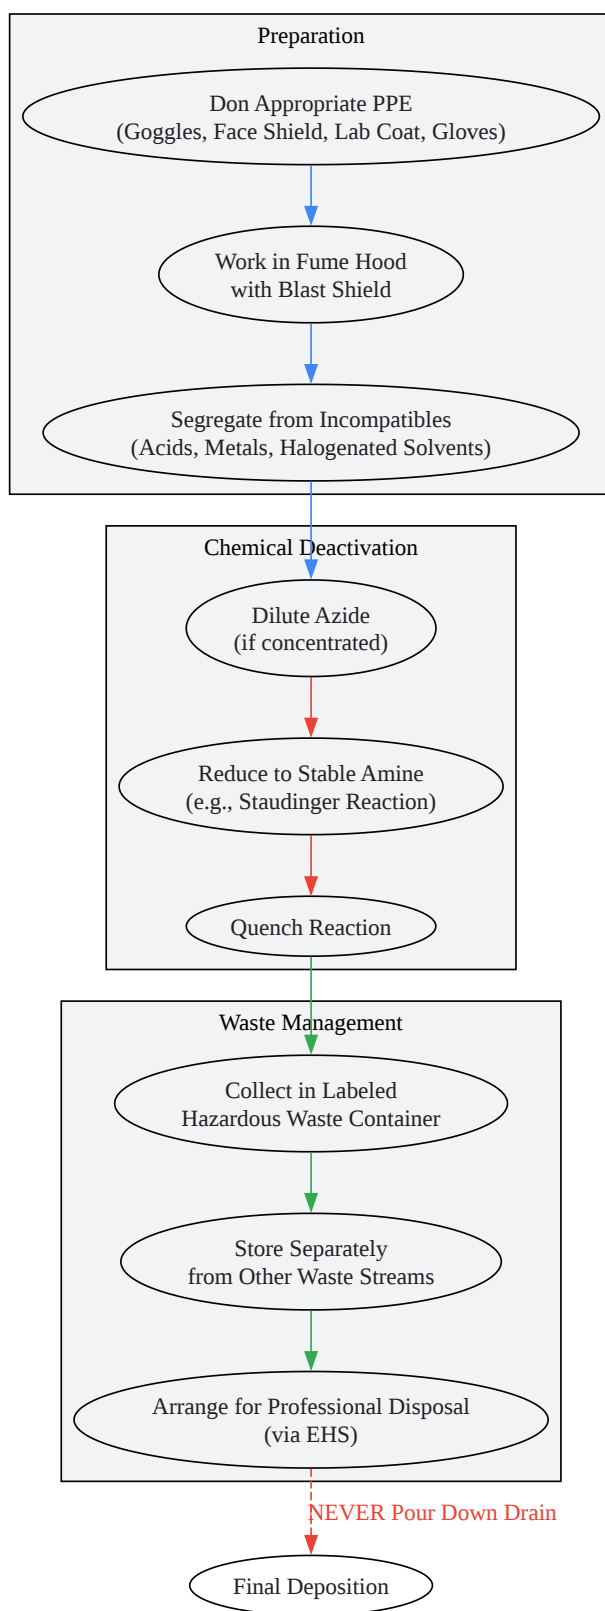 Preparation
Don Appropriate PPE
(Goggles, Face Shield, Lab Coat, Gloves)
Work in Fume Hood
with Blast Shield
Segregate from Incompatibles
(Acids, Metals, Halogenated Solvents)
Chemical Deactivation
Dilute Azide
(if concentrated)
Reduce to Stable Amine
(e.g., Staudinger Reaction)
Quench Reaction
Waste Management
Collect in Labeled
Hazardous Waste Container
Store Separately
from Other Waste Streams
Arrange for Professional Disposal
(via EHS)
NEVER Pour Down Drain
Final Deposition